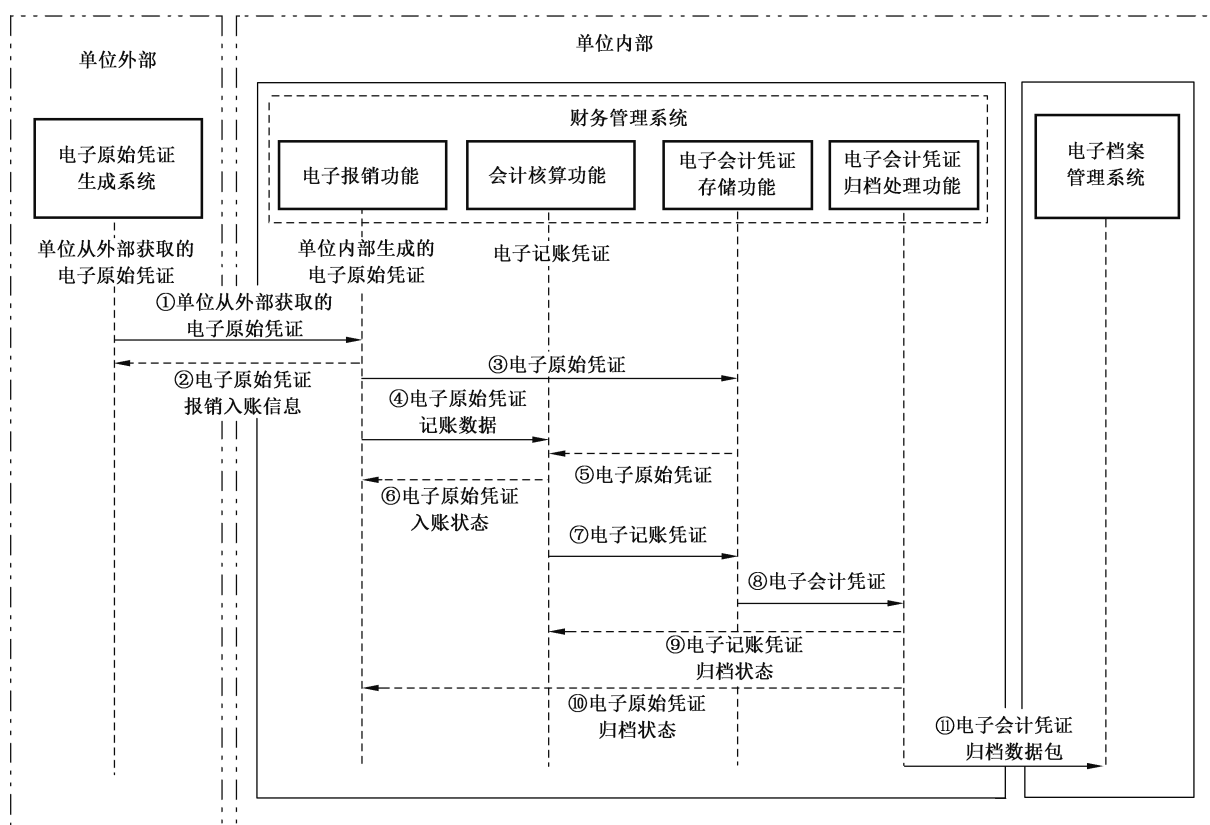 单位外部
单位内部
财务管理系统
电子原始凭证
生成系统
电子报销功能
会计核算功能
电子会计凭证
存储功能
电子会计凭证
归档处理功能
电子档案
管理系统
单位从外部获取的
电子原始凭证
单位内部生成的
电子原始凭证
电子记账凭证
①单位从外部获取的
电子原始凭证
②电子原始凭证
报销入账信息
③电子原始凭证
④电子原始凭证
记账数据
⑤电子原始凭证
⑥电子原始凭证
入账状态
⑦电子记账凭证
⑧电子会计凭证
⑨电子记账凭证
归档状态
⑩电子原始凭证
归档状态
⑪电子会计凭证
归档数据包